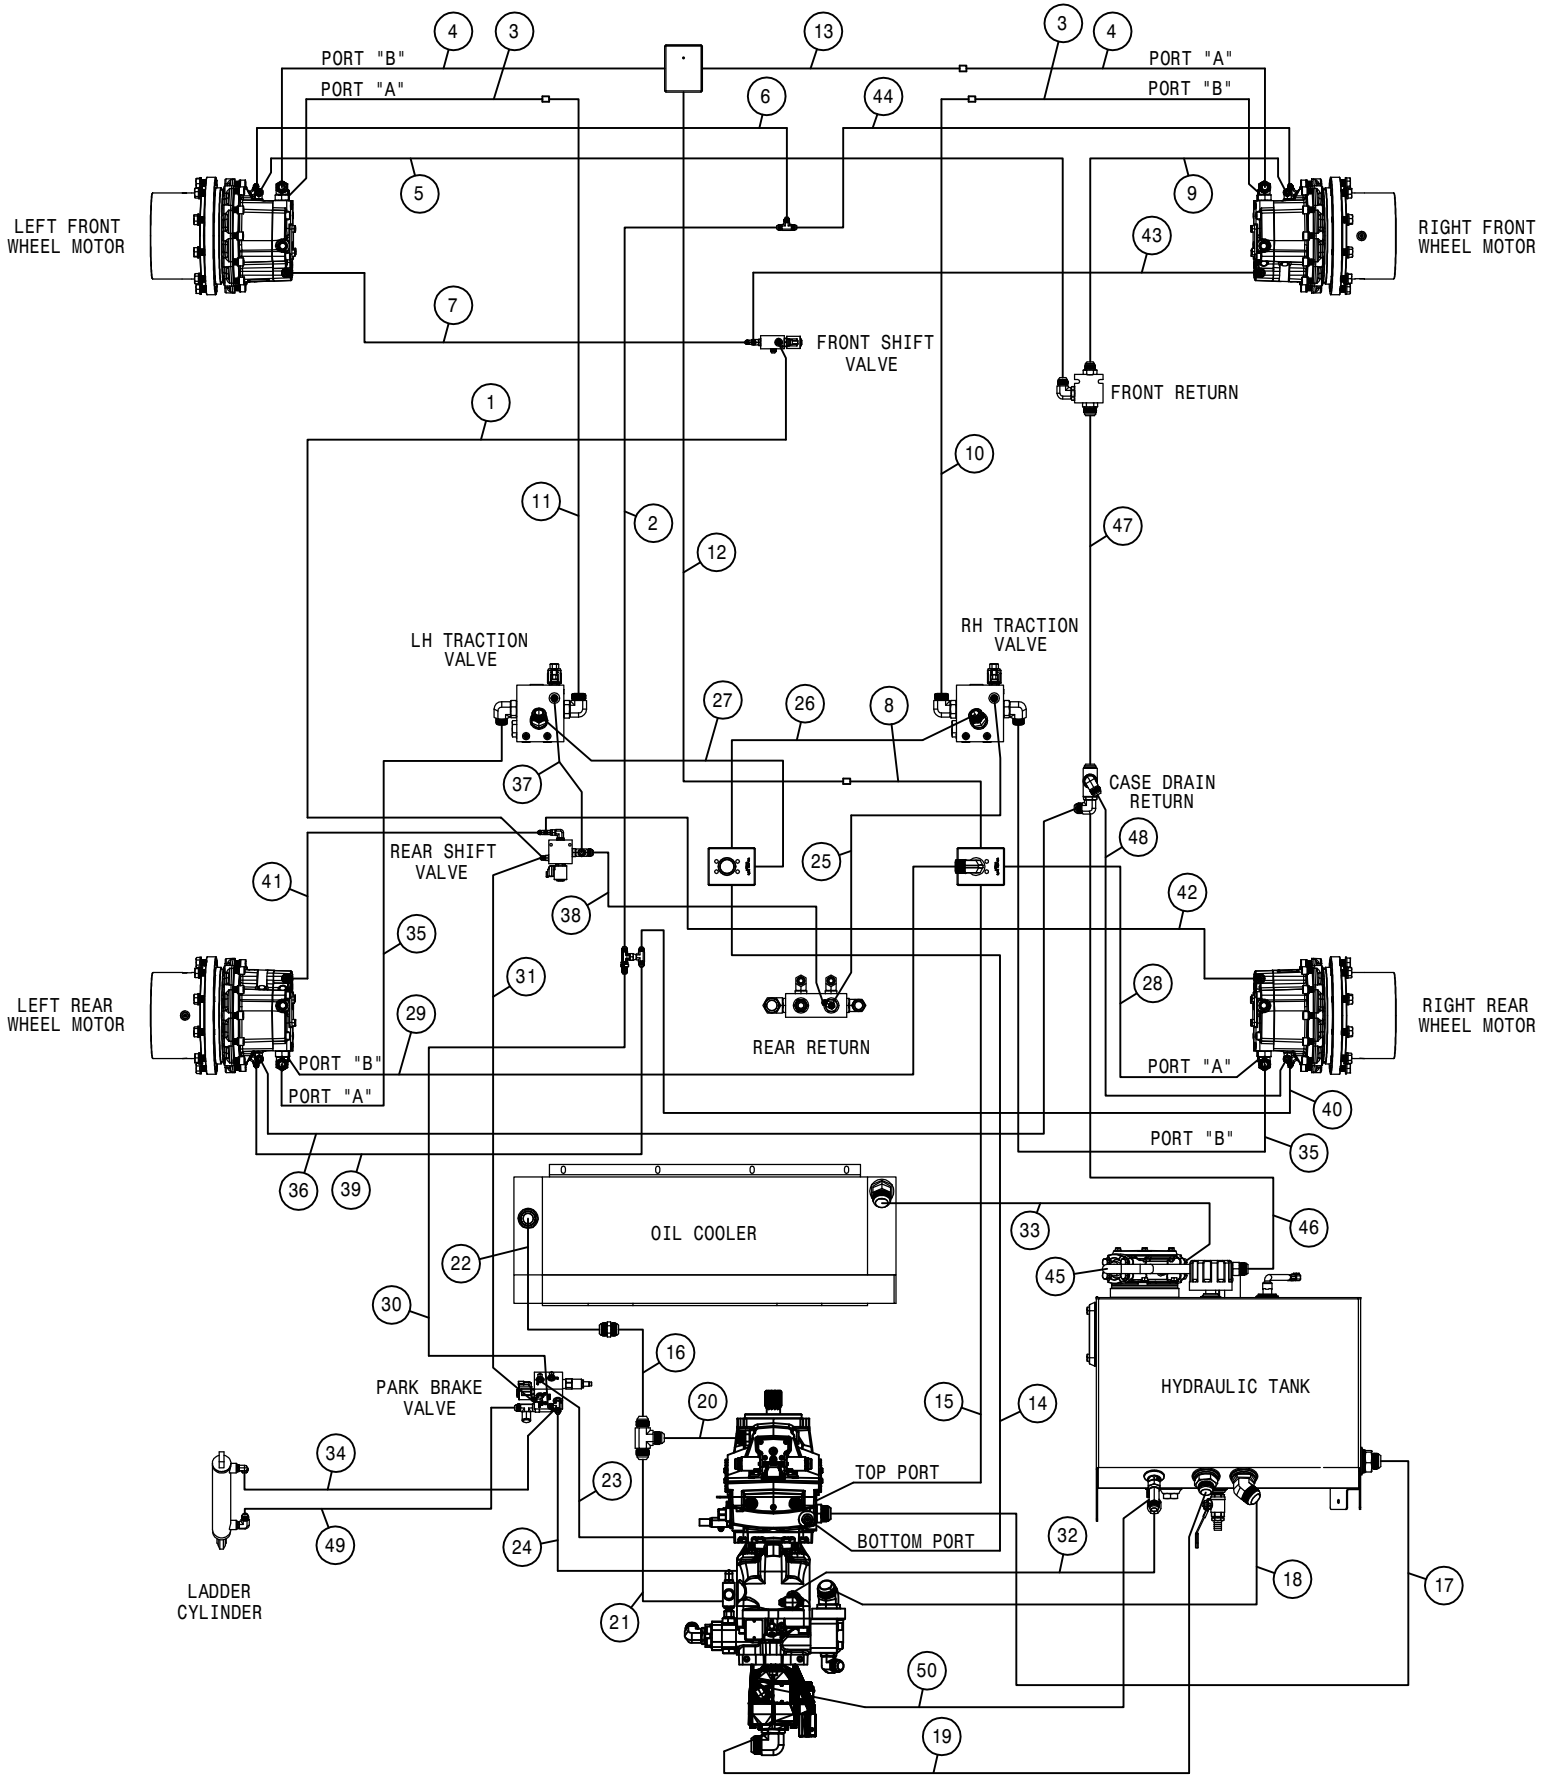 4
3
13
3
4
PORT "B"
PORT "A"
PORT "A"
PORT "B"
6
44
5
9
LEFT FRONT
WHEEL MOTOR
RIGHT FRONT
WHEEL MOTOR
43
7
FRONT SHIFT
VALVE
1
FRONT RETURN
10
11
2
12
47
LH TRACTION
VALVE
RH TRACTION
VALVE
27
26
8
37
CASE DRAIN
RETURN
REAR SHIFT
VALVE
25
48
41
38
42
35
31
28
LEFT REAR
WHEEL MOTOR
29
REAR RETURN
RIGHT REAR
WHEEL MOTOR
PORT "B"
PORT "A"
PORT "A"
40
PORT "B"
35
36
39
OIL COOLER
33
46
22
45
30
16
PARK BRAKE
VALVE
HYDRAULIC TANK
20
15
14
34
23
TOP PORT
49
24
BOTTOM PORT
32
LADDER
CYLINDER
21
18
17
50
19